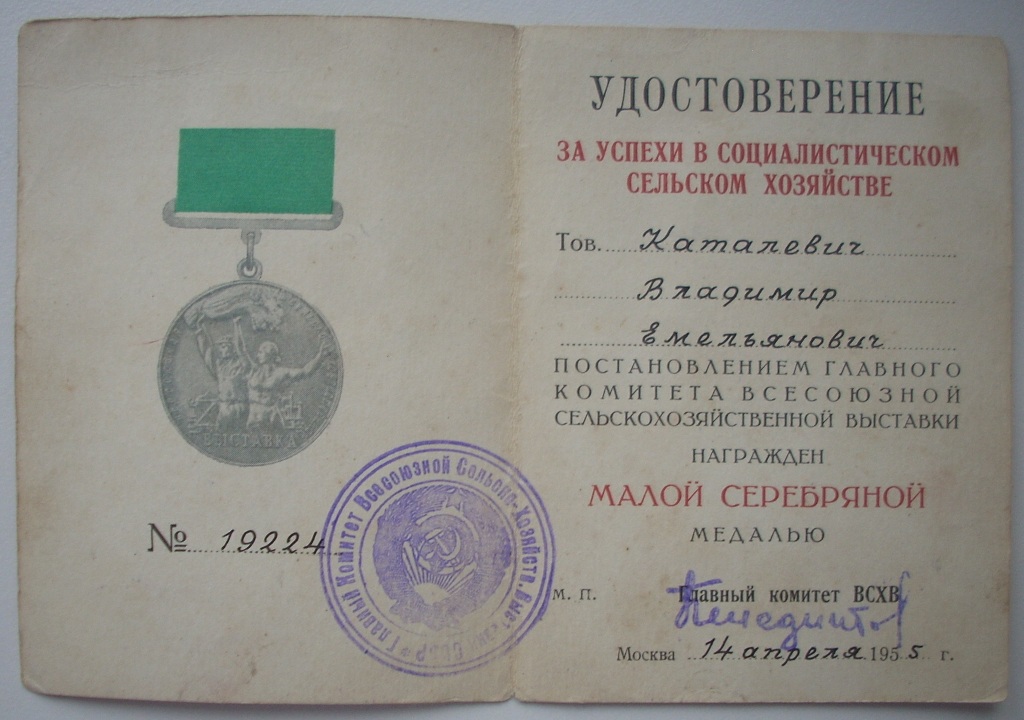 ВЫСТАВКА
№ 19224
Главный Комитет Всесоюзной Сельско-Хозяйств. Выставки СССР
УДОСТОВЕРЕНИЕ
ЗА УСПЕХИ В СОЦИАЛИСТИЧЕСКОМ
СЕЛЬСКОМ ХОЗЯЙСТВЕ
Тов. Каталевич
Владимир
Емельянович
ПОСТАНОВЛЕНИЕМ ГЛАВНОГО
КОМИТЕТА ВСЕСОЮЗНОЙ
СЕЛЬСКОХОЗЯЙСТВЕННОЙ ВЫСТАВКИ
НАГРАЖДЕН
МАЛОЙ СЕРЕБРЯНОЙ
МЕДАЛЬЮ
М. П. Главный комитет ВСХВ
Москва 14 апреля 1955 г.